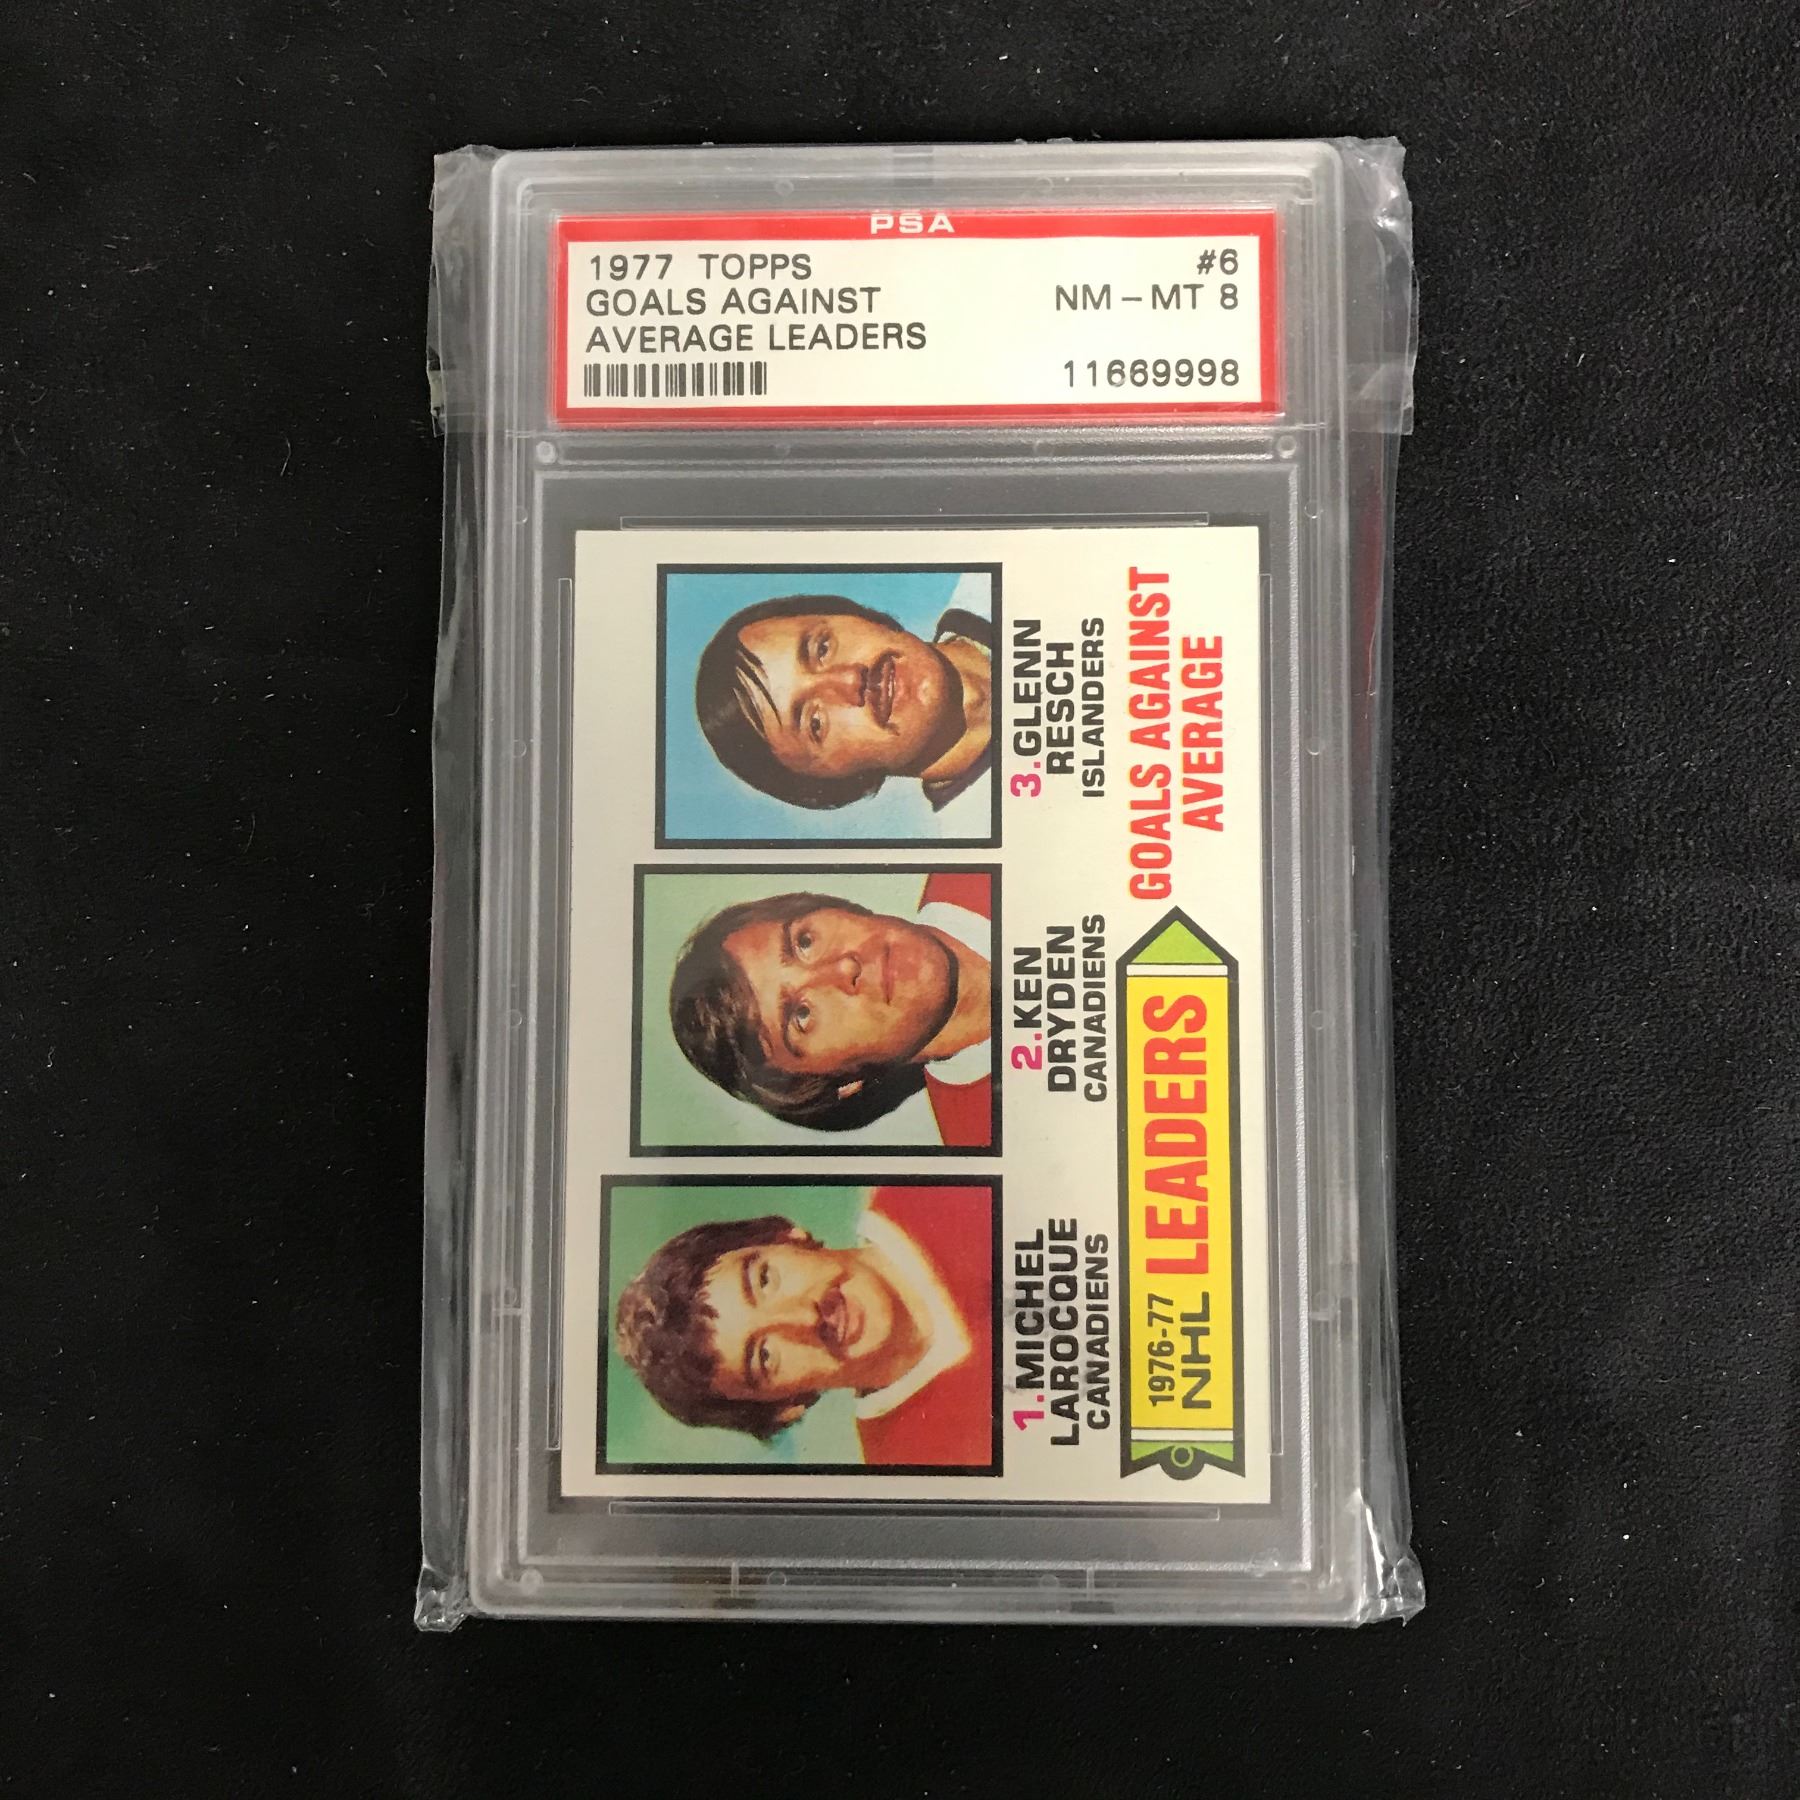 PSA
1977 TOPPS #6
GOALS AGAINST NM-MT 8
AVERAGE LEADERS
11669998
1.MICHEL
LAROCQUE
CANADIENS
2.KEN
DRYDEN
CANADIENS
3.GLENN
RESCH
ISLANDERS
1976-77
NHL LEADERS
GOALS AGAINST
AVERAGE